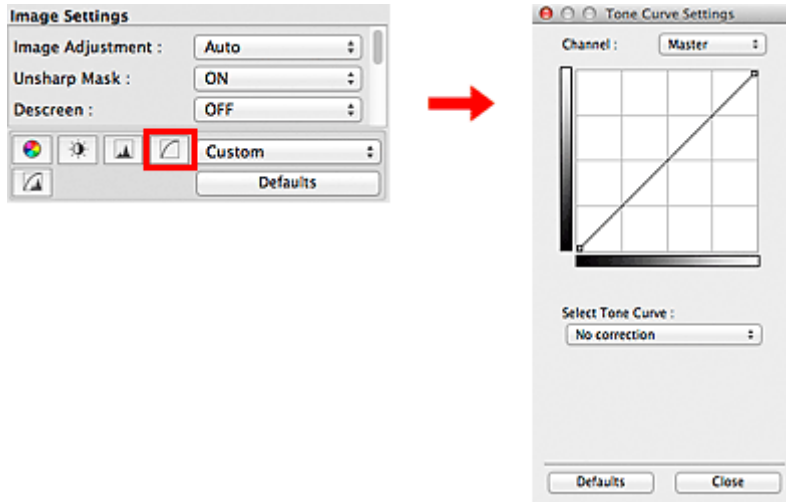 Image Settings
Image Adjustment : Auto
Unsharp Mask : ON
Descreen : OFF
Custom
Defaults
Tone Curve Settings
Channel : Master
Select Tone Curve :
No correction
Defaults Close